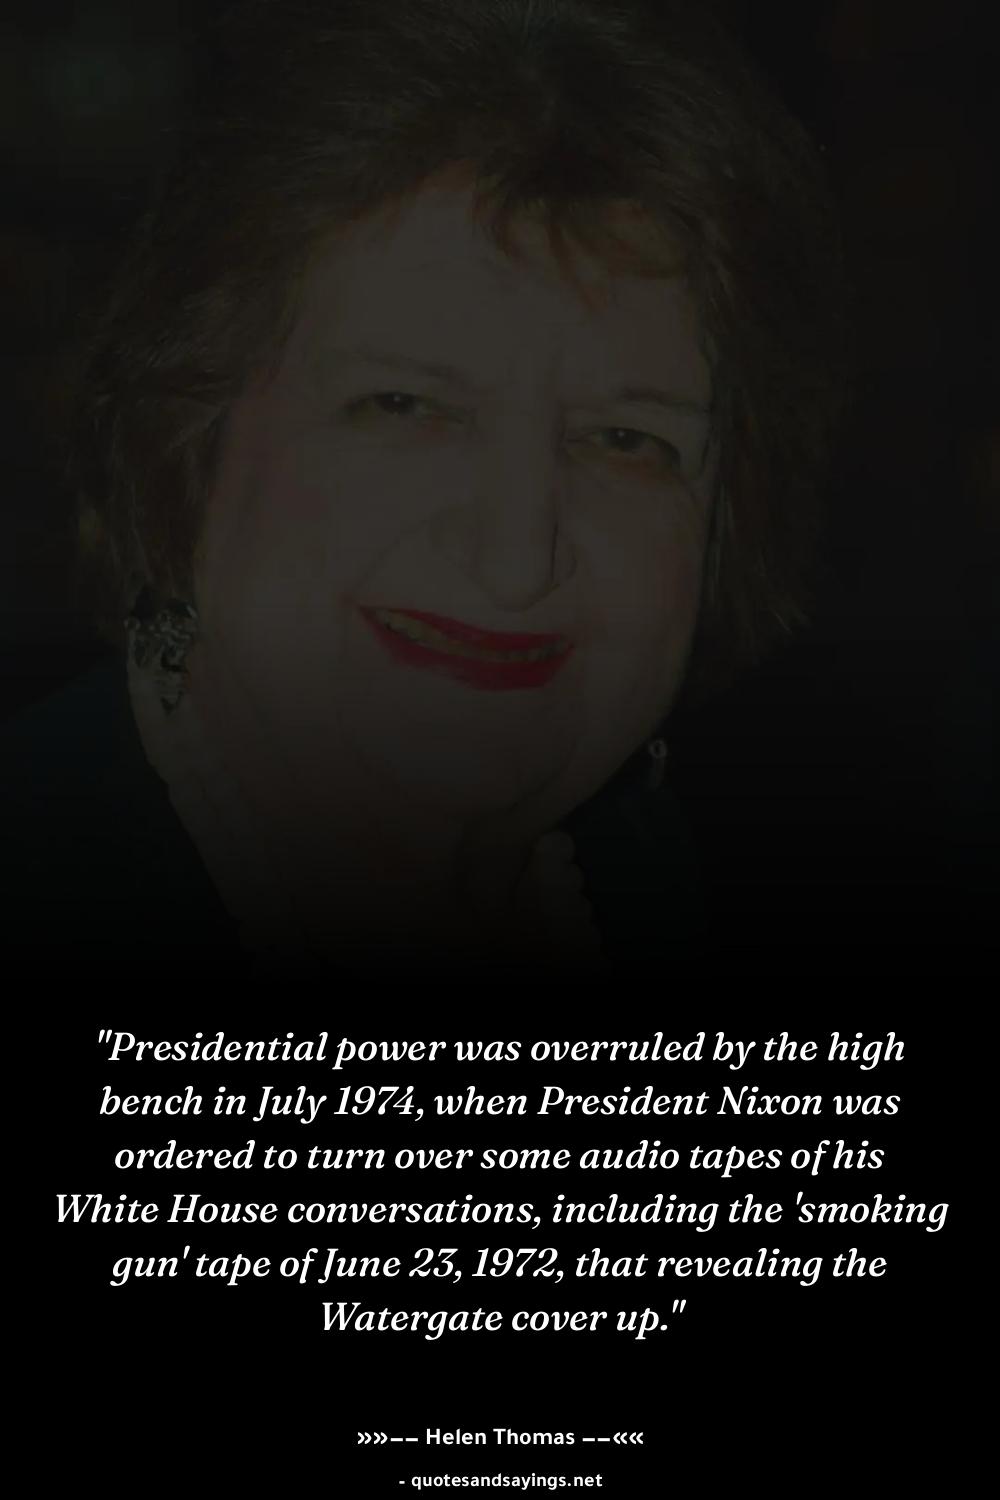 "Presidential power was overruled by the high
bench in July 1974, when President Nixon was
ordered to turn over some audio tapes of his
White House conversations, including the 'smoking
gun' tape of June 23, 1972, that revealing the
Watergate cover up."
»»−− Helen Thomas −−««
- quotesandsayings.net